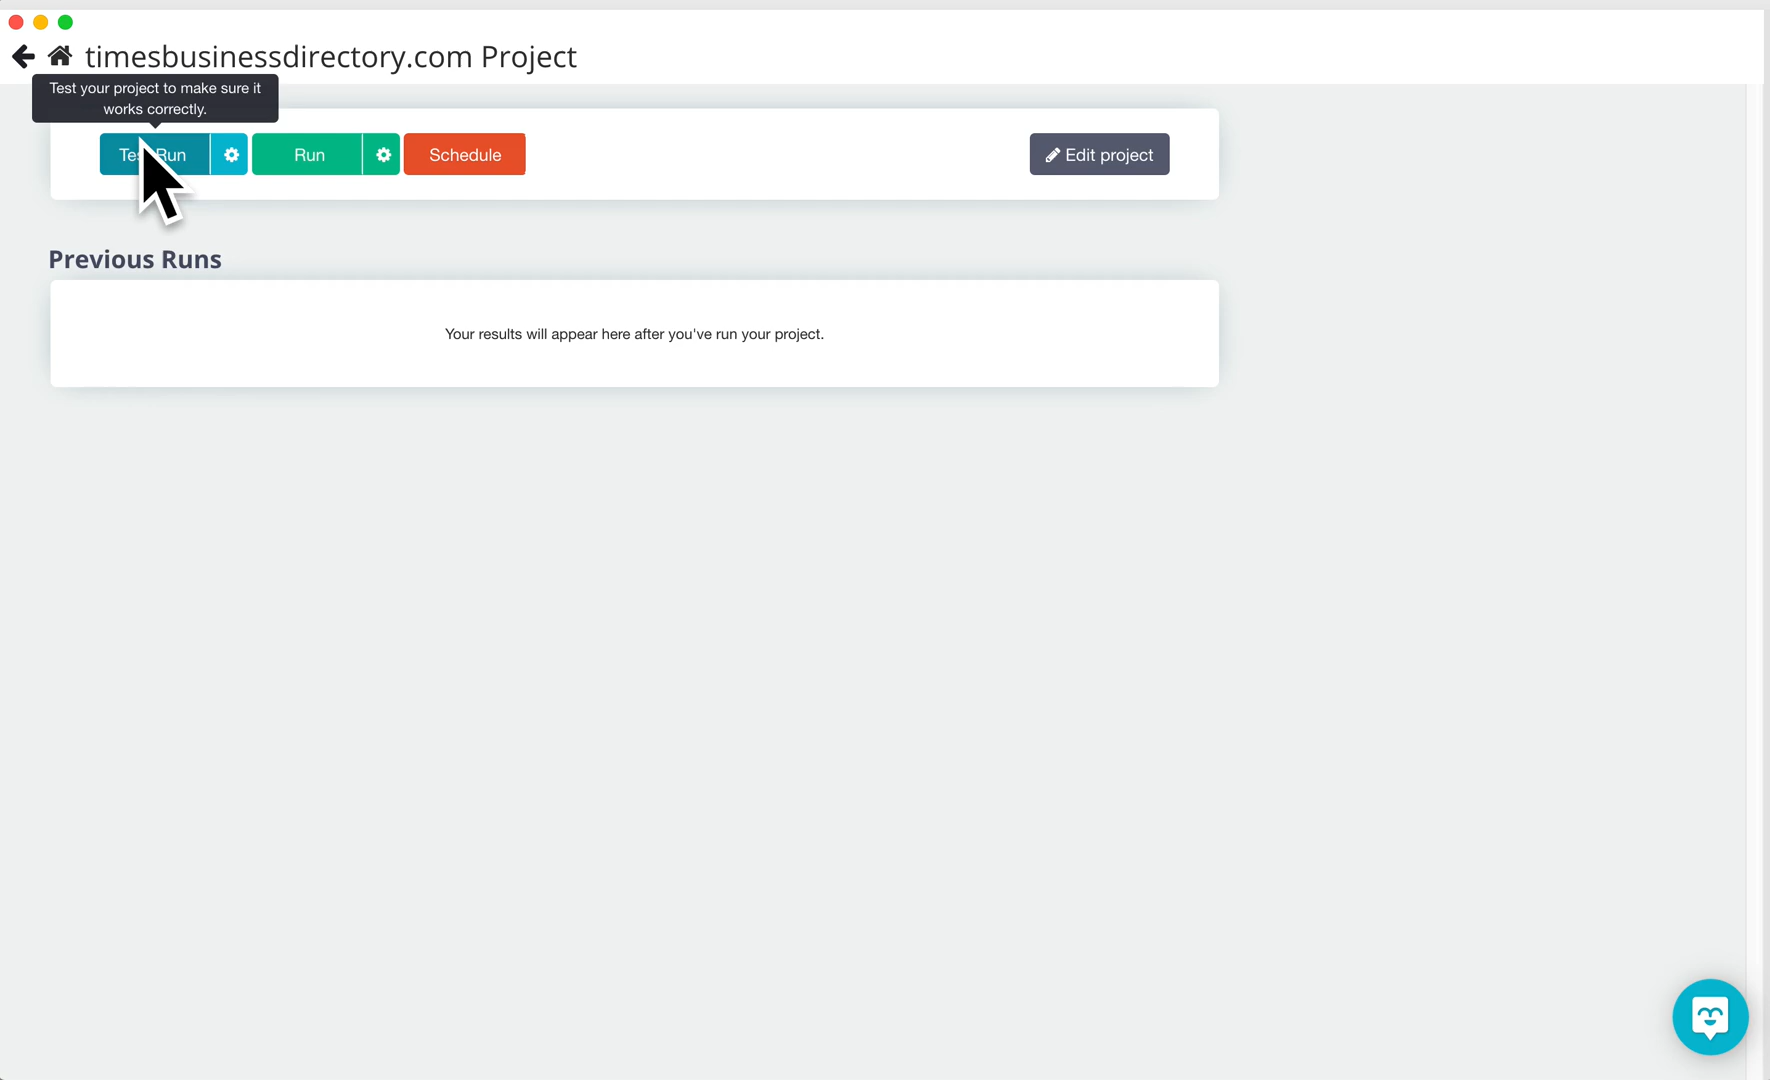 timesbusinessdirectory.com Project
Test your project to make sure it
works correctly.
Run
Run
Schedule
Edit project
Previous Runs
Your results will appear here after you've run your project.